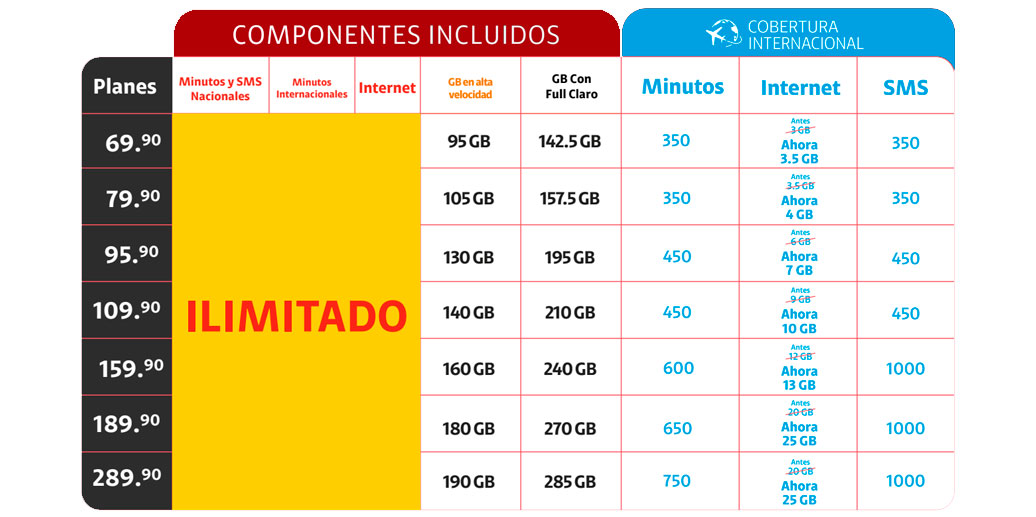 COMPONENTES INCLUIDOS
COBERTURA
INTERNACIONAL
Planes
Minutos y SMS
Nacionales
Minutos
Internacionales
Internet
GB en alta
velocidad
GB Con
Full Claro
Minutos
Internet
SMS
ILIMITADO
69.90
95 GB
142.5 GB
350
Antes
3 GB
Ahora
3.5 GB
350
79.90
105 GB
157.5 GB
350
Antes
3.5 GB
Ahora
4 GB
350
95.90
130 GB
195 GB
450
Antes
6 GB
Ahora
7 GB
450
109.90
140 GB
210 GB
450
Antes
9 GB
Ahora
10 GB
450
159.90
160 GB
240 GB
600
Antes
12 GB
Ahora
13 GB
1000
189.90
180 GB
270 GB
650
Antes
20 GB
Ahora
25 GB
1000
289.90
190 GB
285 GB
750
Antes
20 GB
Ahora
25 GB
1000